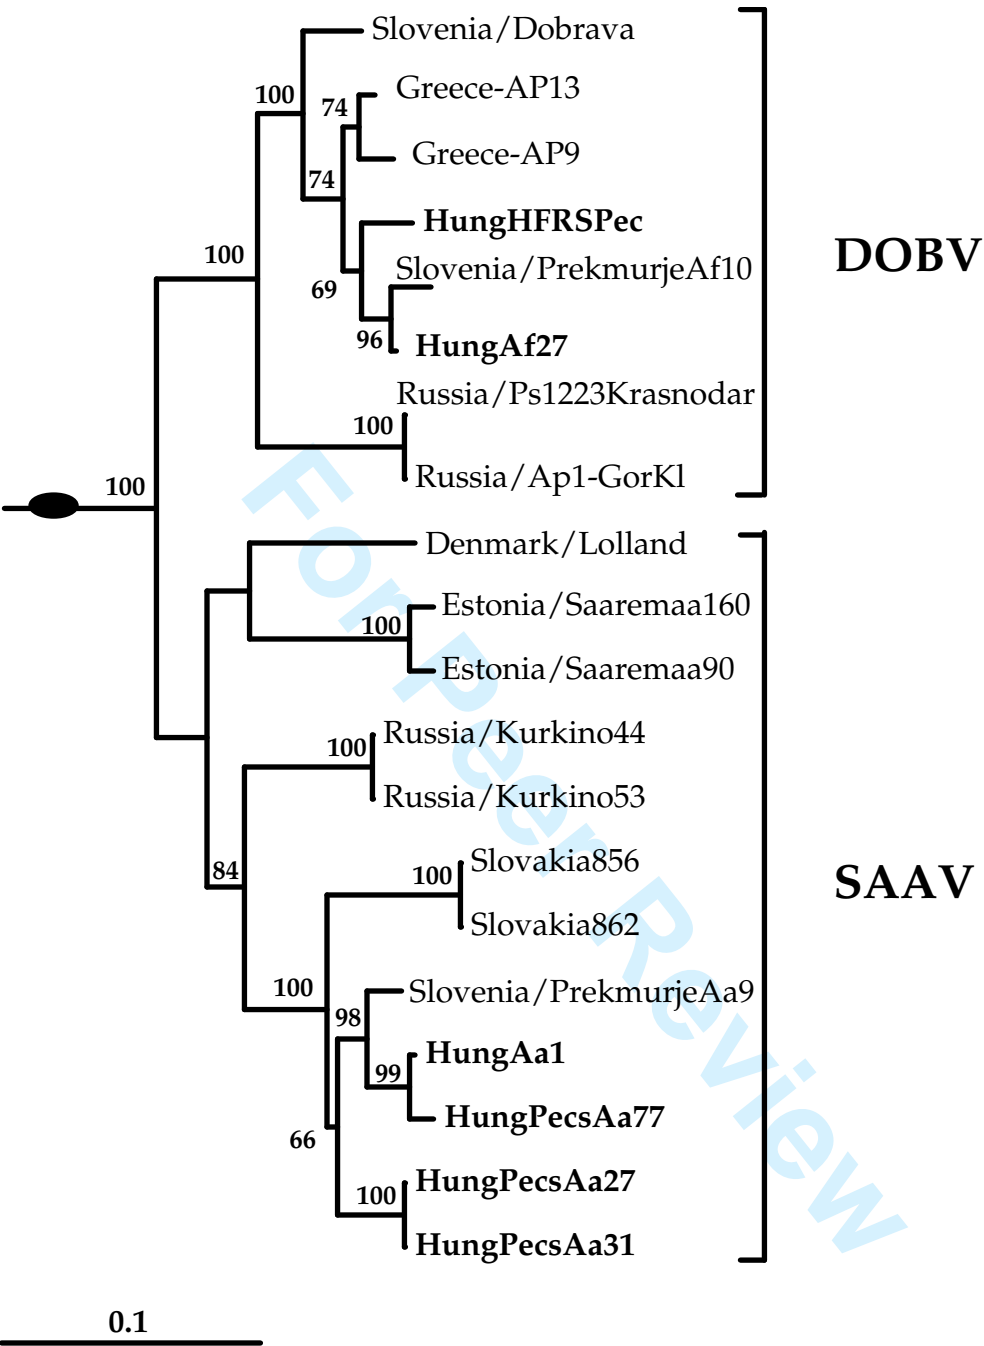 Slovenia/Dobrava
100
Greece-AP13
74
Greece-AP9
74
HungHFRSPec
DOBV
100
Slovenia/PrekmurjeAf10
69
96
HungAf27
Russia/Ps1223Krasnodar
100
Russia/Ap1-GorKl
100
Denmark/Lolland
Estonia/Saaremaa160
100
Estonia/Saaremaa90
Russia/Kurkino44
100
Russia/Kurkino53
Slovakia856
84
100
SAAV
Slovakia862
100
Slovenia/PrekmurjeAa9
98
HungAa1
99
HungPecsAa77
66
HungPecsAa27
100
HungPecsAa31
0.1
For Peer Review